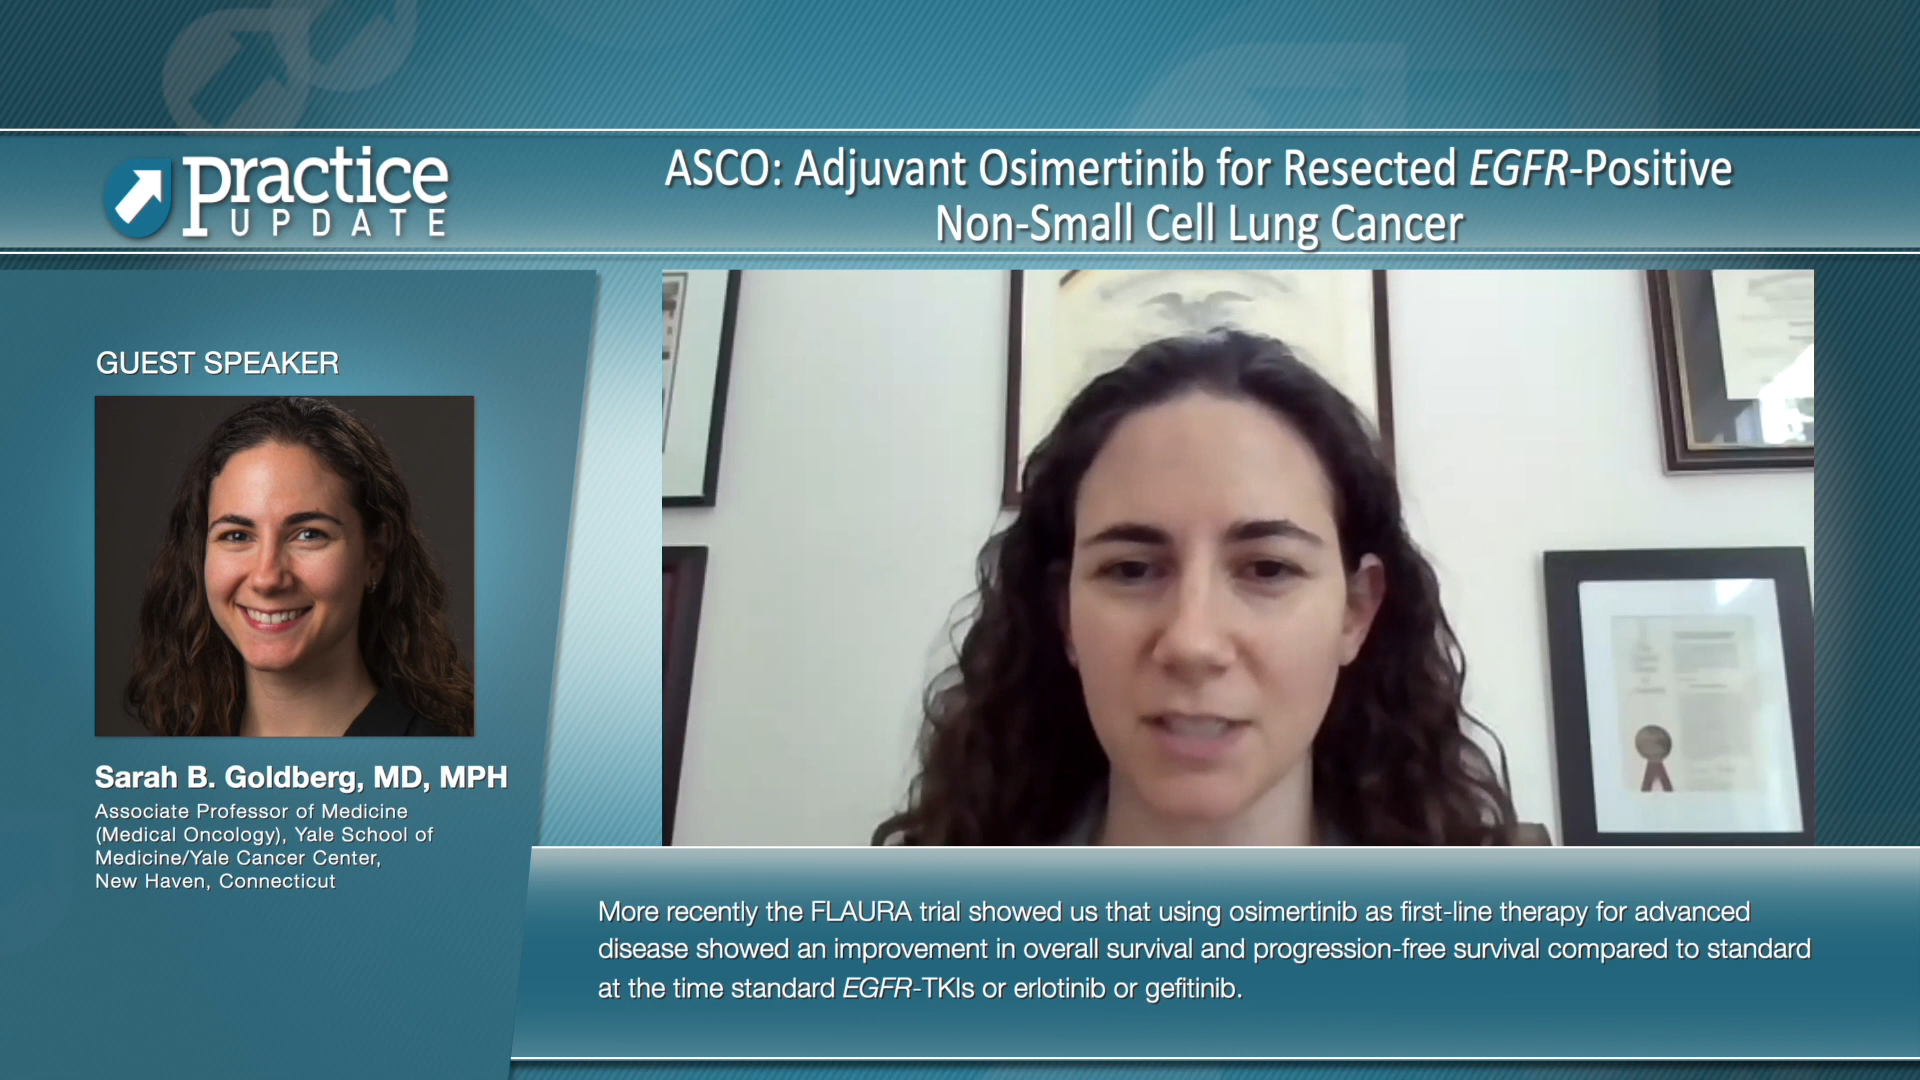 practice
UPDATE
ASCO: Adjuvant Osimertinib for Resected EGFR-Positive
Non-Small Cell Lung Cancer
GUEST SPEAKER
Sarah B. Goldberg, MD, MPH
Associate Professor of Medicine
(Medical Oncology), Yale School of
Medicine/Yale Cancer Center,
New Haven, Connecticut
More recently the FLAURA trial showed us that using osimertinib as first-line therapy for advanced
disease showed an improvement in overall survival and progression-free survival compared to standard
at the time standard EGFR-TKIs or erlotinib or gefitinib.